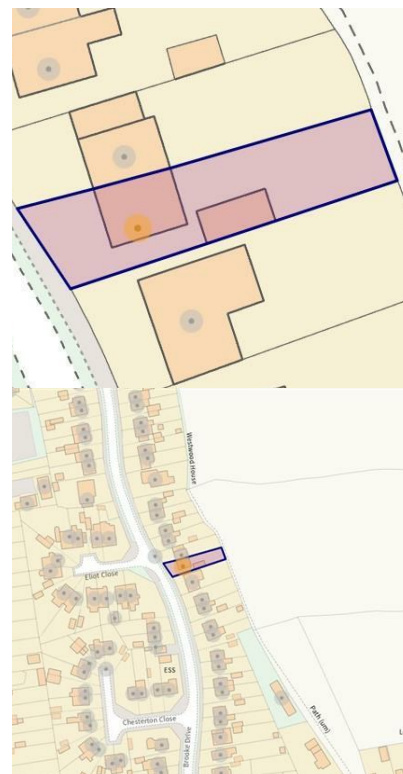 Westwood House
Eliot Close
ESS
Chesterton Close
Brooke Drive
Path (um)